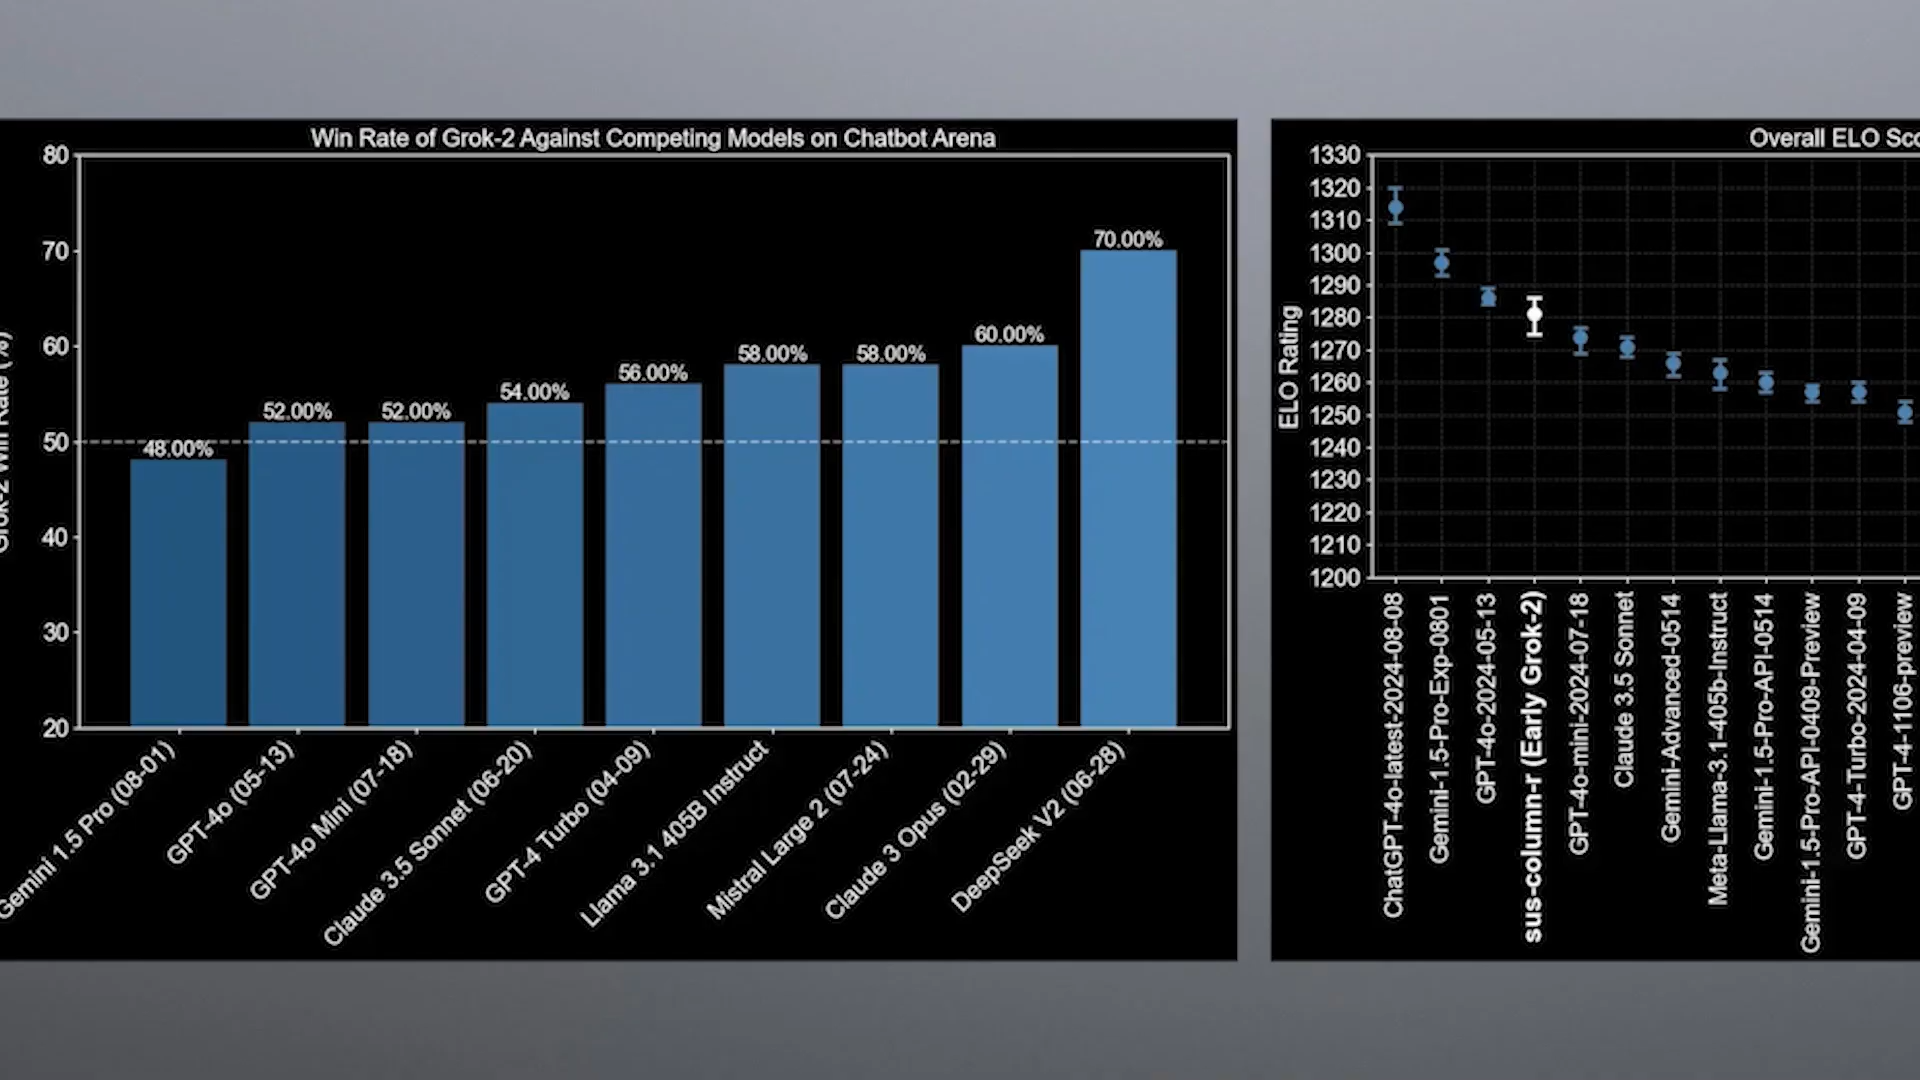 Win Rate of Grok-2 Against Competing Models on Chatbot Arena
Grok-2 Win Rate (%)
80
70
60
50
40
30
20
48.00%
52.00%
52.00%
54.00%
56.00%
58.00%
58.00%
60.00%
70.00%
Gemini 1.5 Pro (08-01)
GPT-4o (05-13)
GPT-4o Mini (07-18)
Claude 3.5 Sonnet (06-20)
GPT-4 Turbo (04-09)
Llama 3.1 405B Instruct
Mistral Large 2 (07-24)
Claude 3 Opus (02-29)
DeepSeek V2 (06-28)
Overall ELO Sco
ELO Rating
1330
1320
1310
1300
1290
1280
1270
1260
1250
1240
1230
1220
1210
1200
ChatGPT-4o-latest-2024-08-08
Gemini-1.5-Pro-Exp-0801
GPT-4o-2024-05-13
sus-column-r (Early Grok-2)
GPT-4o-mini-2024-07-18
Claude 3.5 Sonnet
Gemini-Advanced-0514
Meta-Llama-3.1-405b-Instruct
Gemini-1.5-Pro-API-0514
Gemini-1.5-Pro-API-0409-Preview
GPT-4-Turbo-2024-04-09
GPT-4-1106-preview